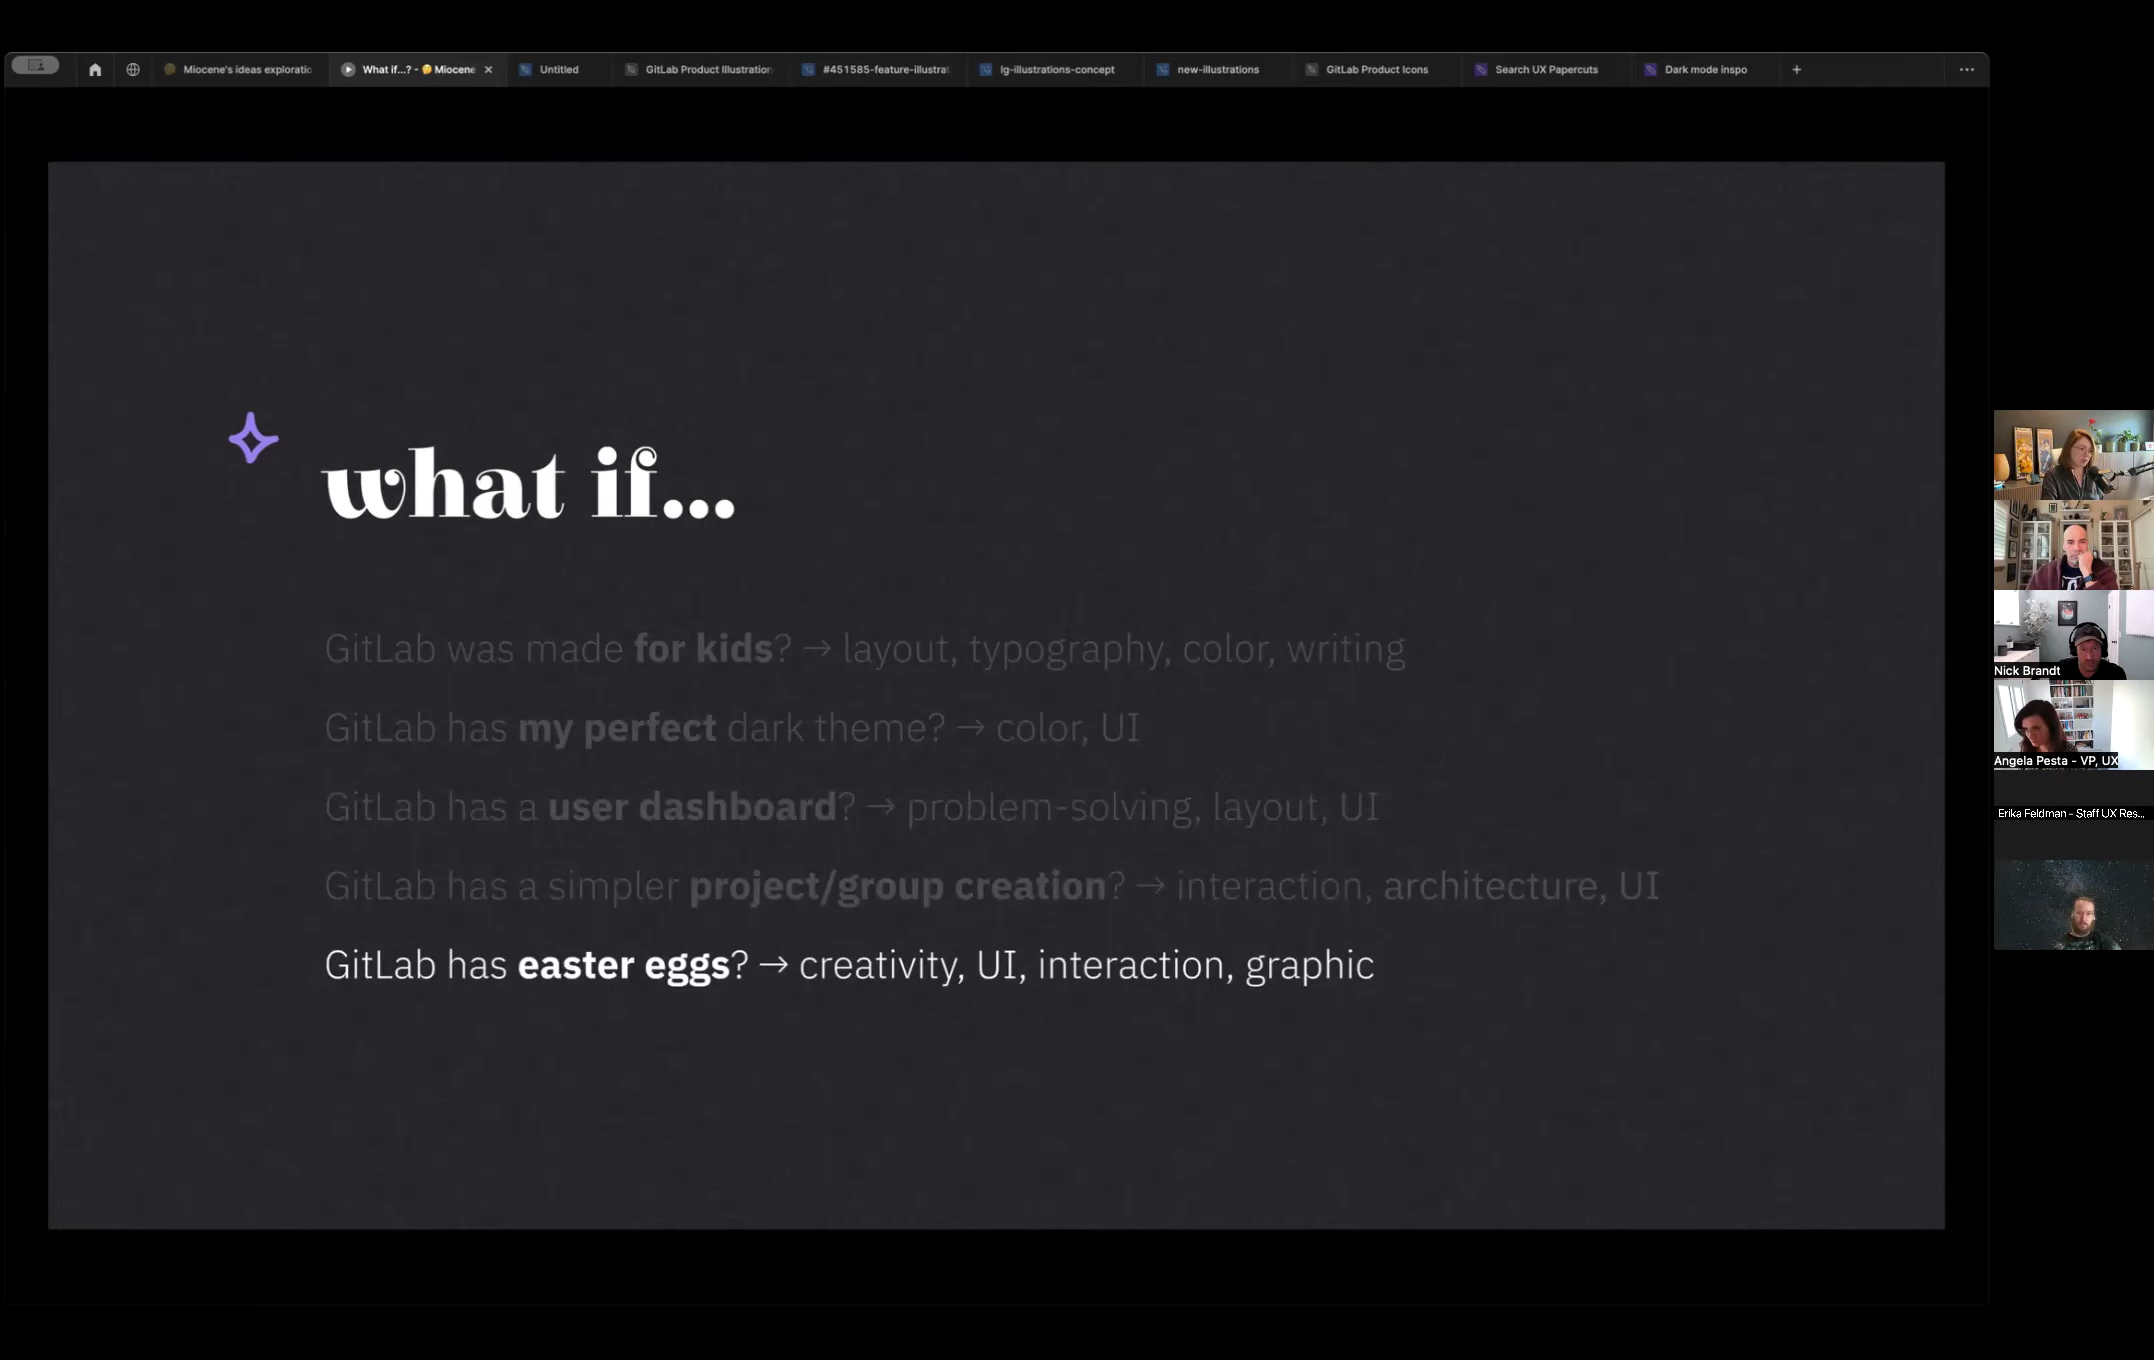 Miocene's ideas exploratio
What if...? - 🤔 Miocene
Untitled
GitLab Product Illustration
#451585-feature-illustrat
lg-illustrations-concept
new-illustrations
GitLab Product Icons
Search UX Papercuts
Dark mode inspo
what if...
GitLab was made for kids? → layout, typography, color, writing
GitLab has my perfect dark theme? → color, UI
GitLab has a user dashboard? → problem-solving, layout, UI
GitLab has a simpler project/group creation? → interaction, architecture, UI
GitLab has easter eggs? → creativity, UI, interaction, graphic
Nick Brandt
Angela Pesta - VP, UX
Erika Feldman - Staff UX Res...